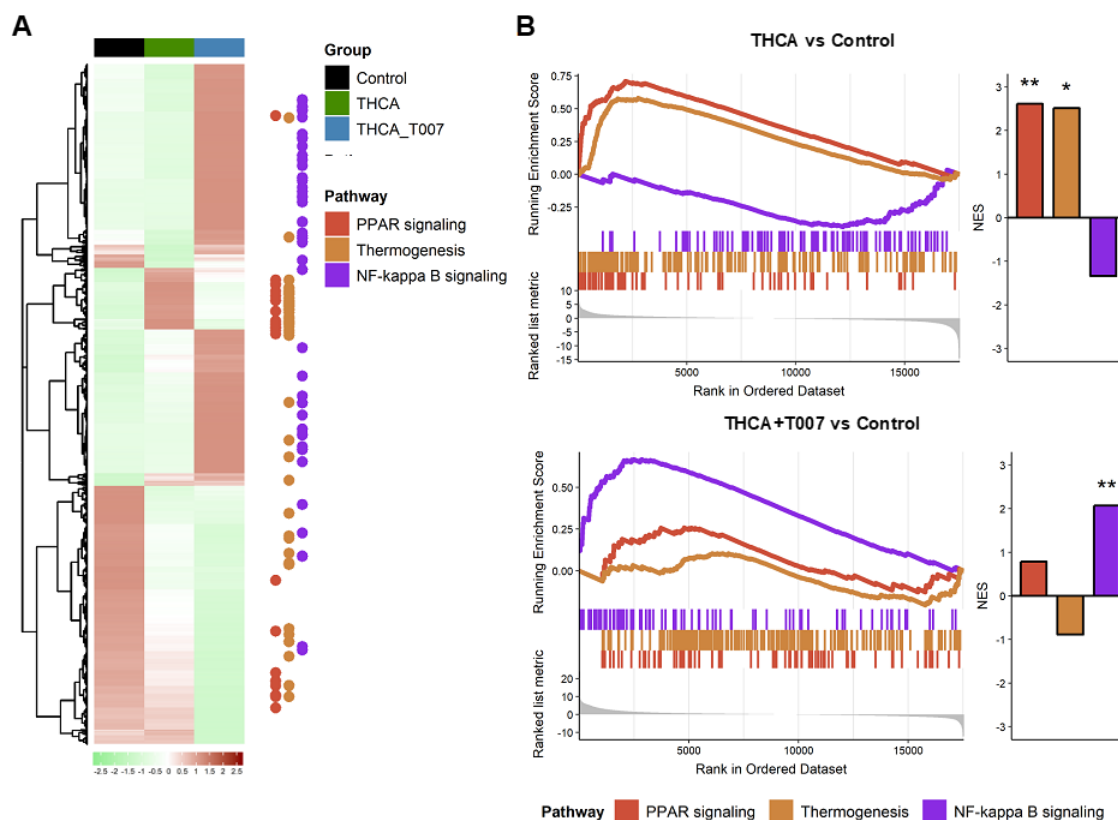 A
Group
Control
THCA
THCA_T007
Pathway
PPAR signaling
Thermogenesis
NF-kappa B signaling
-2.5 -2 -1.5 -1 -0.5 0 0.5 1 1.5 2 2.5
B
THCA vs Control
Running Enrichment Score
0.75
0.50
0.25
0.00
-0.25
Ranked list metric
10
5
0
-5
-10
-15
5000 10000 15000
Rank in Ordered Dataset
NES
3
2
1
0
-1
-2
-3
** *
THCA+T007 vs Control
Running Enrichment Score
0.50
0.25
0.00
Ranked list metric
20
10
0
-10
5000 10000 15000
Rank in Ordered Dataset
NES
3
2
1
0
-1
-2
-3
**
Pathway PPAR signaling Thermogenesis NF-kappa B signaling